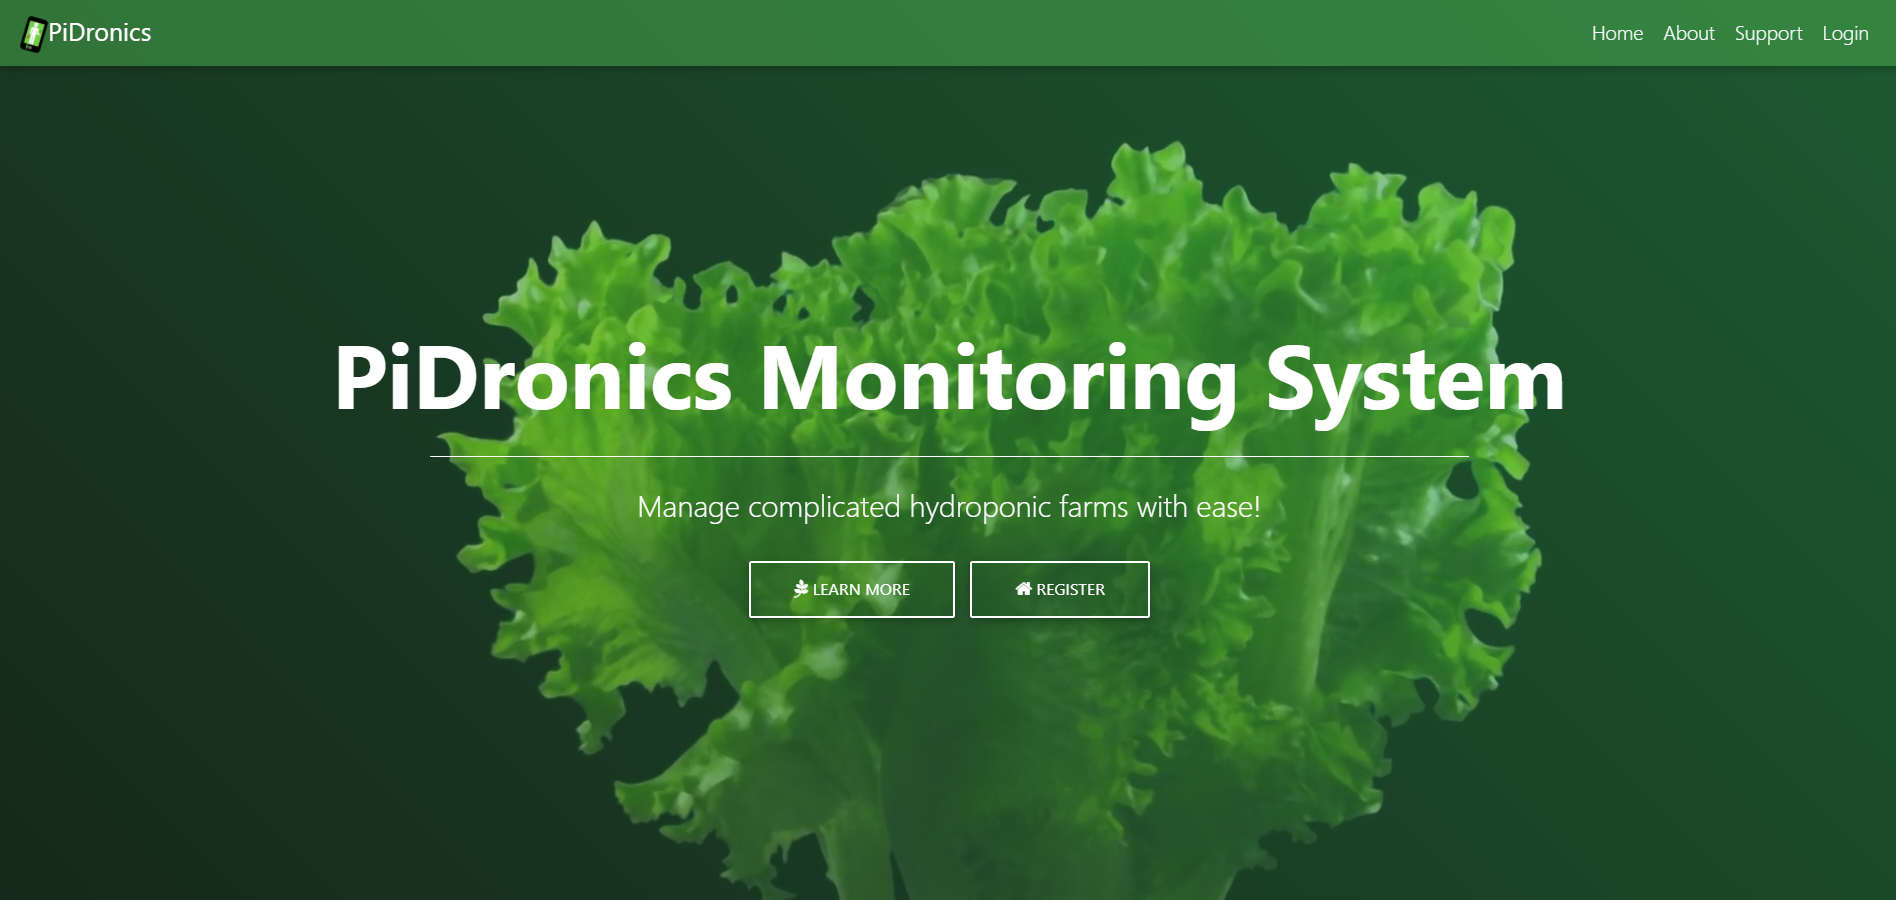 PiDronics
Home About Support Login
PiDronics Monitoring System
Manage complicated hydroponic farms with ease!
LEARN MORE REGISTER